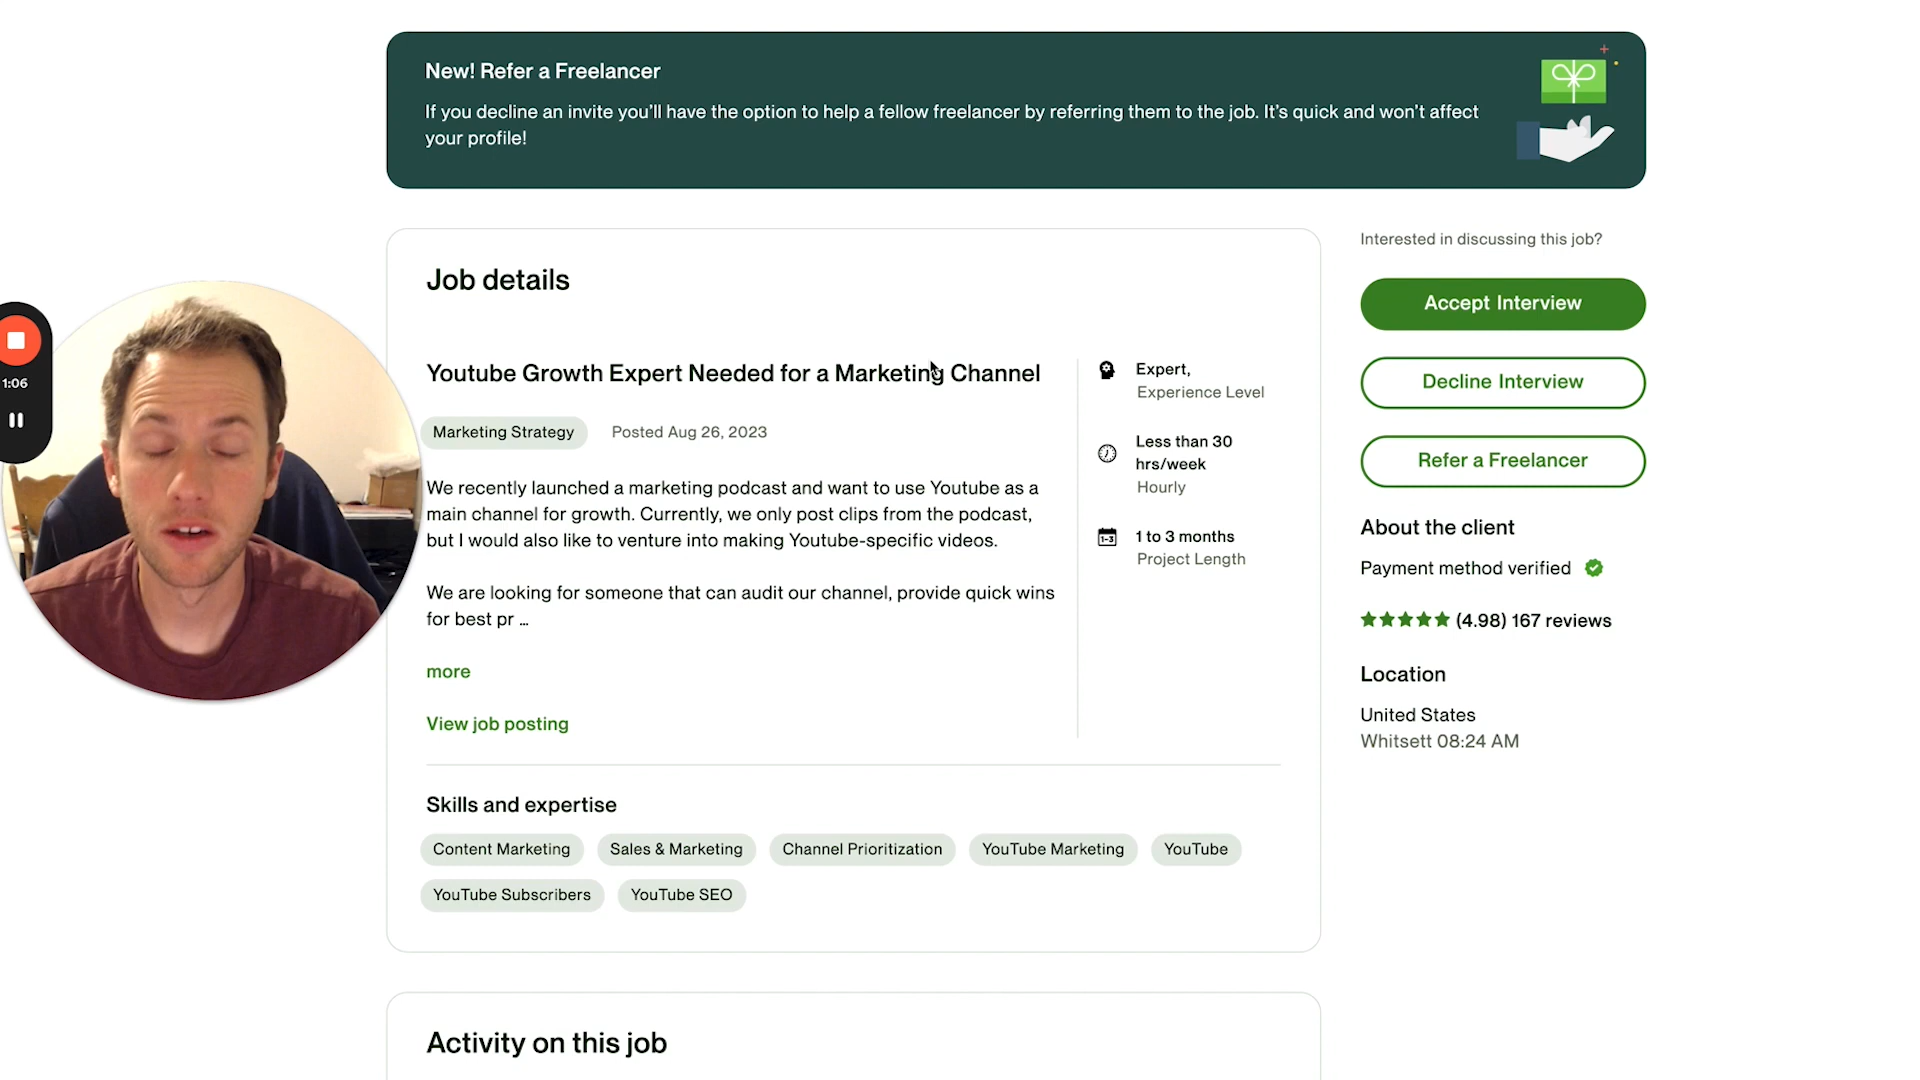 New! Refer a Freelancer
If you decline an invite you'll have the option to help a fellow freelancer by referring them to the job. It's quick and won't affect
your profile!
Interested in discussing this job?
Job details
Accept Interview
1:06
Youtube Growth Expert Needed for a Marketing Channel
Expert,
Experience Level
Decline Interview
Marketing Strategy
Posted Aug 26, 2023
Less than 30
hrs/week
Hourly
Refer a Freelancer
We recently launched a marketing podcast and want to use Youtube as a
main channel for growth. Currently, we only post clips from the podcast,
but I would also like to venture into making Youtube-specific videos.
1-3
1 to 3 months
Project Length
About the client
Payment method verified
We are looking for someone that can audit our channel, provide quick wins
for best pr ...
(4.98) 167 reviews
more
Location
View job posting
United States
Whitsett 08:24 AM
Skills and expertise
Content Marketing
Sales & Marketing
Channel Prioritization
YouTube Marketing
YouTube
YouTube Subscribers
YouTube SEO
Activity on this job